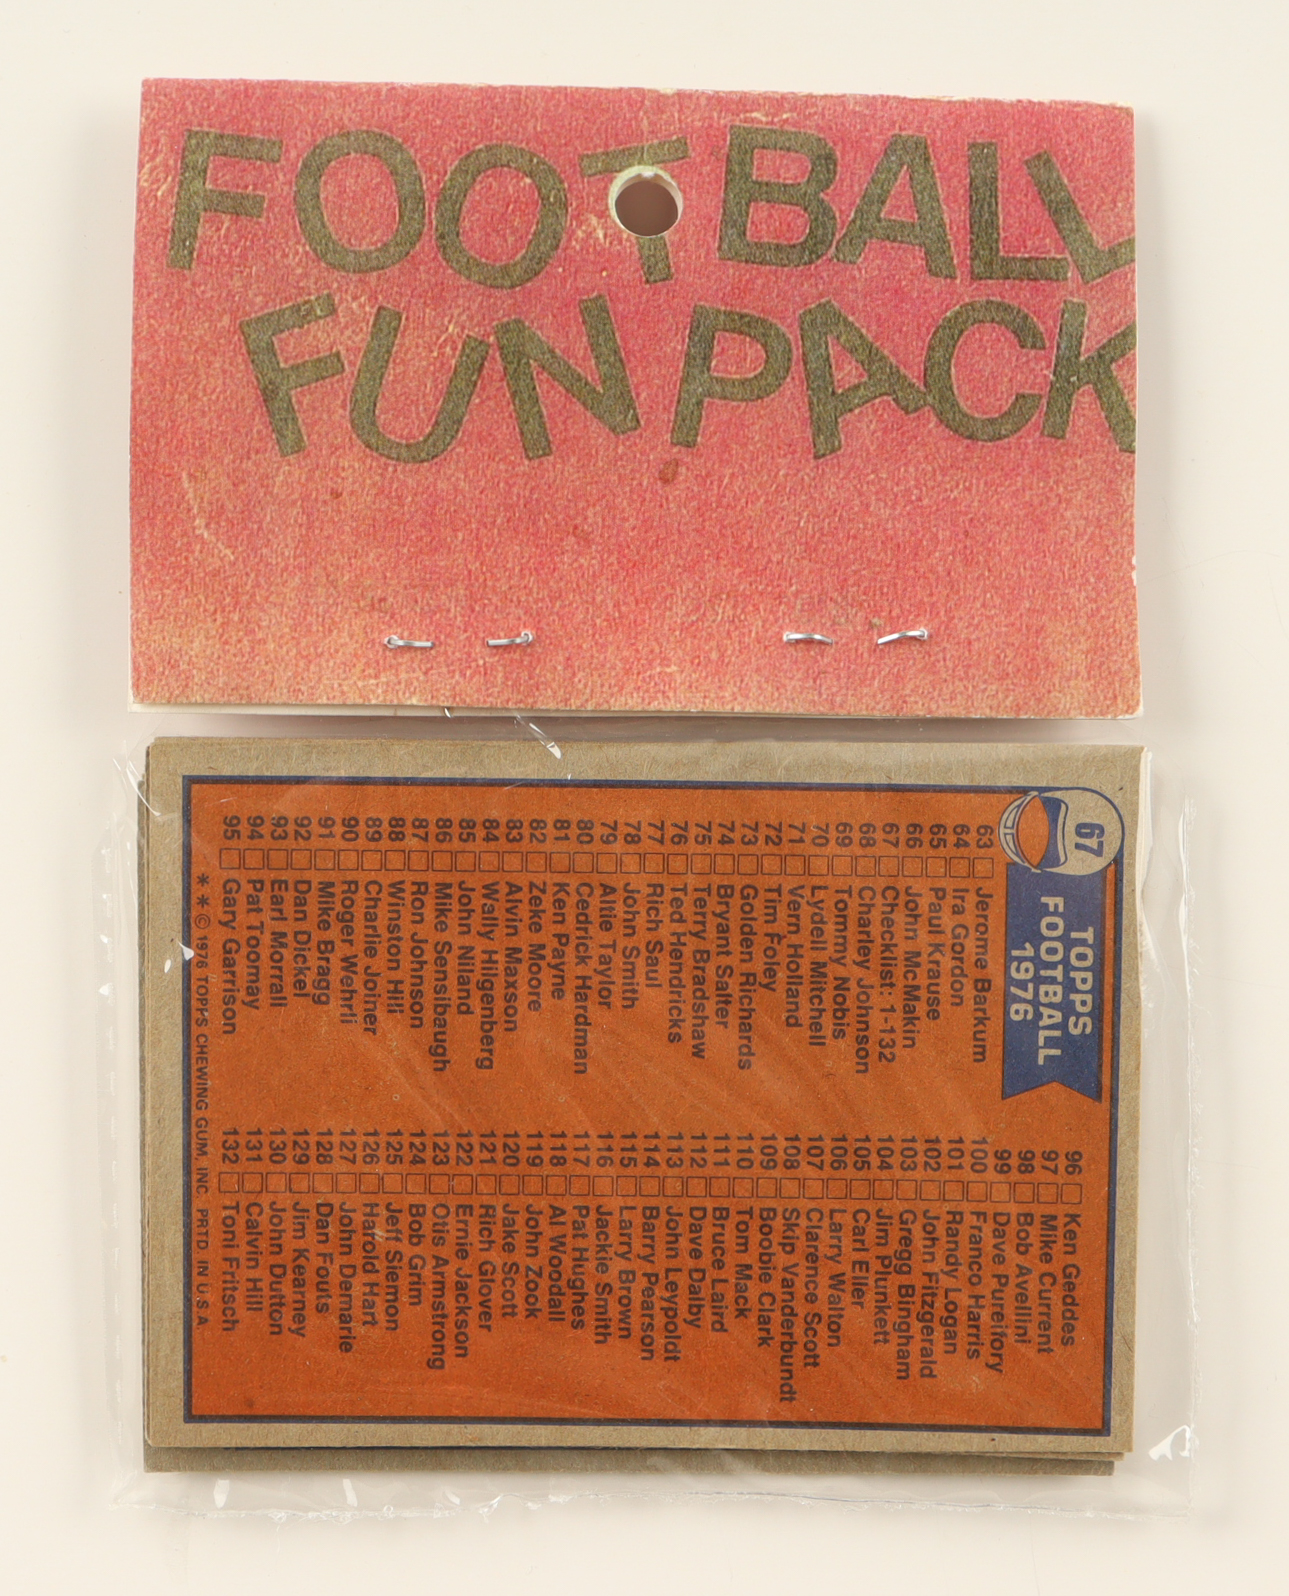 FOOTBALL
FUN PACK
67
TOPPS
FOOTBALL
1976
63 Jerome Barkum
64 Ira Gordon
65 Paul Krause
66 John McMakin
67 Checklist: 1-132
68 Charley Johnson
69 Tommy Nobis
70 Lydell Mitchell
71 Vern Holland
72 Tim Foley
73 Golden Richards
74 Bryant Salter
75 Terry Bradshaw
76 Ted Hendricks
77 Rich Saul
78 John Smith
79 Altie Taylor
80 Cedrick Hardman
81 Ken Payne
82 Zeke Moore
83 Alvin Maxson
84 Wally Hilgenberg
85 John Niland
86 Mike Sensibaugh
87 Ron Johnson
88 Winston Hill
89 Charlie Joiner
90 Roger Wehrli
91 Mike Bragg
92 Dan Dickel
93 Earl Morrall
94 Pat Toomay
95 Gary Garrison
96 Ken Geddes
97 Mike Current
98 Bob Avellini
99 Dave Pureifory
100 Franco Harris
101 Randy Logan
102 John Fitzgerald
103 Gregg Bingham
104 Jim Plunkett
105 Carl Eller
106 Larry Walton
107 Clarence Scott
108 Skip Vanderbundt
109 Boobie Clark
110 Tom Mack
111 Bruce Laird
112 Dave Dalby
113 John Leypoldt
114 Barry Pearson
115 Larry Brown
116 Jackie Smith
117 Pat Hughes
118 Al Woodall
119 John Zook
120 Jake Scott
121 Rich Glover
122 Ernie Jackson
123 Otis Armstrong
124 Bob Grim
125 Jeff Siemon
126 Harold Hart
127 John Demarie
128 Dan Fouts
129 Jim Kearney
130 John Dutton
131 Calvin Hill
132 Toni Fritsch
** © 1976 TOPPS CHEWING GUM, INC. PRTD. IN U.S.A.